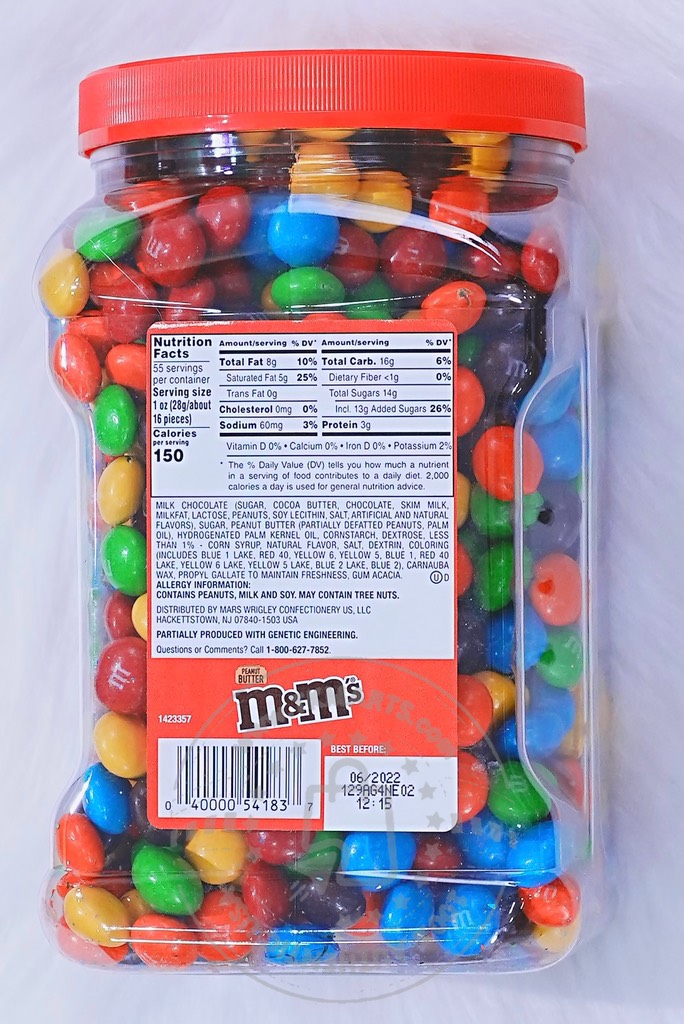 Nutrition
Facts
55 servings
per container
Serving size
1 oz (28g/about
16 pieces)
Calories
per serving
150
Amount/serving % DV*
Total Fat 8g 10%
Saturated Fat 5g 25%
Trans Fat 0g
Cholesterol 0mg 0%
Sodium 60mg 3%
Amount/serving % DV*
Total Carb. 16g 6%
Dietary Fiber <1g 0%
Total Sugars 14g
Incl. 13g Added Sugars 26%
Protein 3g
Vitamin D 0% • Calcium 0% • Iron D 0% • Potassium 2%
* The % Daily Value (DV) tells you how much a nutrient
in a serving of food contributes to a daily diet. 2,000
calories a day is used for general nutrition advice.
MILK CHOCOLATE (SUGAR, COCOA BUTTER, CHOCOLATE, SKIM MILK,
MILKFAT, LACTOSE, PEANUTS, SOY LECITHIN, SALT, ARTIFICIAL AND NATURAL
FLAVORS), SUGAR, PEANUT BUTTER (PARTIALLY DEFATTED PEANUTS, PALM
OIL), HYDROGENATED PALM KERNEL OIL, CORNSTARCH, DEXTROSE, LESS
THAN 1% - CORN SYRUP, NATURAL FLAVOR, SALT, DEXTRIN, COLORING
(INCLUDES BLUE 1 LAKE, RED 40, YELLOW 6, YELLOW 5, BLUE 1, RED 40
LAKE, YELLOW 6 LAKE, YELLOW 5 LAKE, BLUE 2 LAKE, BLUE 2), CARNAUBA
WAX, PROPYL GALLATE TO MAINTAIN FRESHNESS, GUM ACACIA. U D
ALLERGY INFORMATION:
CONTAINS PEANUTS, MILK AND SOY. MAY CONTAIN TREE NUTS.
DISTRIBUTED BY MARS WRIGLEY CONFECTIONERY US, LLC
HACKETTSTOWN, NJ 07840-1503 USA
PARTIALLY PRODUCED WITH GENETIC ENGINEERING.
Questions or Comments? Call 1-800-627-7852.
PEANUT
BUTTER
m&m's
1423357
BEST BEFORE:
06/2022
129AG4NE02
12:15
0 40000 54183 7